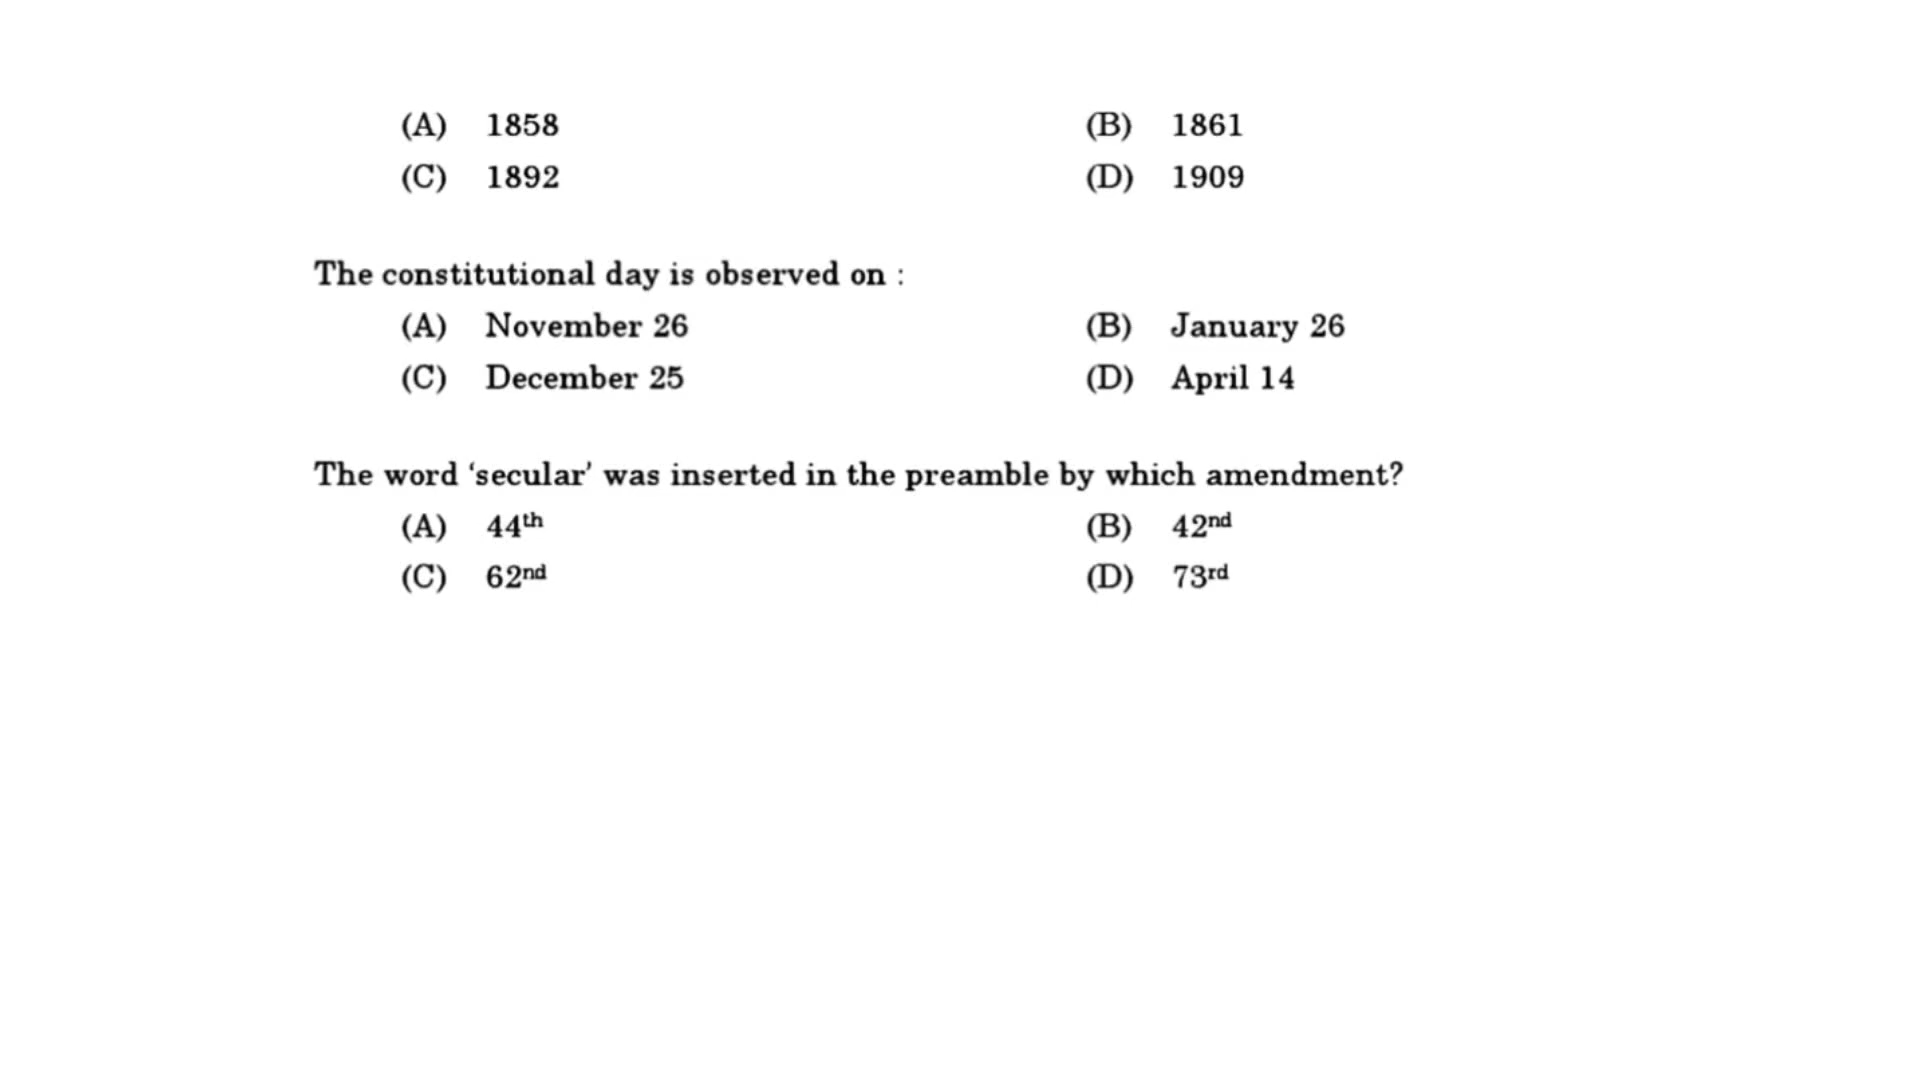 (A) 1858 (B) 1861
(C) 1892 (D) 1909
The constitutional day is observed on :
(A) November 26 (B) January 26
(C) December 25 (D) April 14
The word ‘secular’ was inserted in the preamble by which amendment?
(A) 44th (B) 42nd
(C) 62nd (D) 73rd